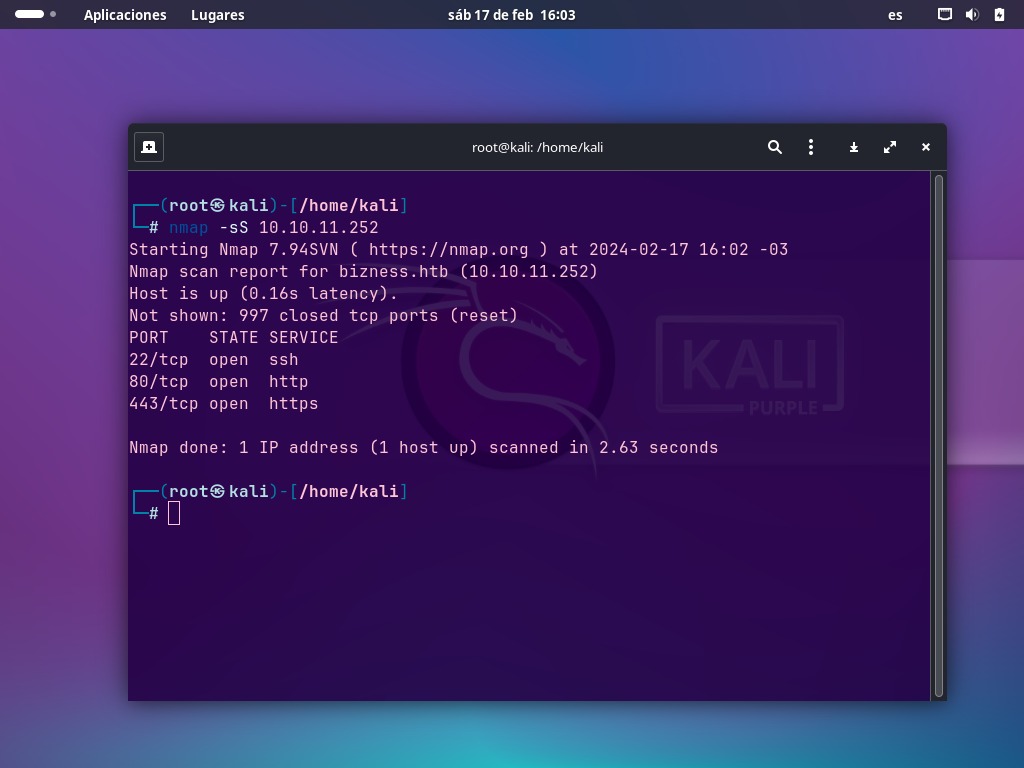 Aplicaciones Lugares sáb 17 de feb 16:03 es
root@kali: /home/kali
┌──(root㉿kali)-[/home/kali]
└─# nmap -sS 10.10.11.252
Starting Nmap 7.94SVN ( https://nmap.org ) at 2024-02-17 16:02 -03
Nmap scan report for bizness.htb (10.10.11.252)
Host is up (0.16s latency).
Not shown: 997 closed tcp ports (reset)
PORT    STATE SERVICE
22/tcp  open  ssh
80/tcp  open  http
443/tcp open  https
Nmap done: 1 IP address (1 host up) scanned in 2.63 seconds
┌──(root㉿kali)-[/home/kali]
└─#
KALI
PURPLE